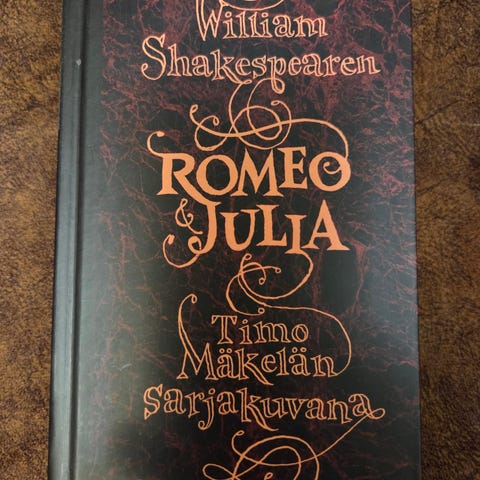 William
Shakespearen
ROMEO
& JULIA
Timo
Mäkelän
sarjakuvana